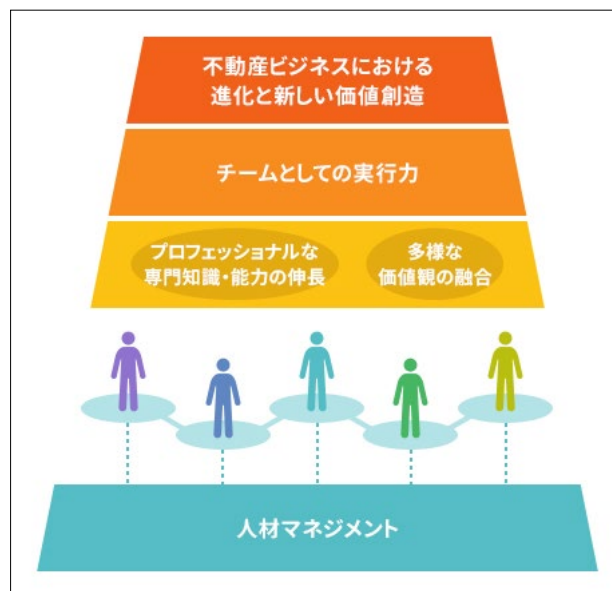 不動産ビジネスにおける
進化と新しい価値創造
チームとしての実行力
プロフェッショナルな
専門知識・能力の伸長
多様な
価値観の融合
人材マネジメント